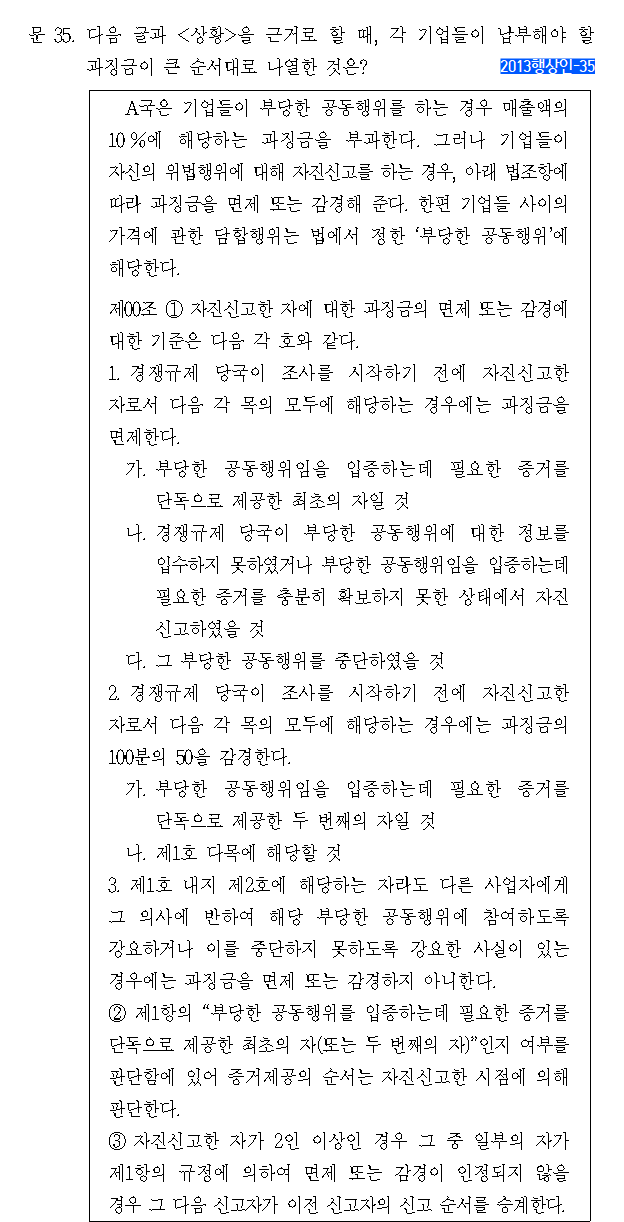 문 35. 다음 글과 <상황>을 근거로 할 때, 각 기업들이 납부해야 할
과징금이 큰 순서대로 나열한 것은?
2013행상인-35
A국은 기업들이 부당한 공동행위를 하는 경우 매출액의
10%에 해당하는 과징금을 부과한다. 그러나 기업들이
자신의 위법행위에 대해 자진신고를 하는 경우, 아래 법조항에
따라 과징금을 면제 또는 감경해 준다. 한편 기업들 사이의
가격에 관한 담합행위는 법에서 정한 ‘부당한 공동행위’에
해당한다.
제00조 ① 자진신고한 자에 대한 과징금의 면제 또는 감경에
대한 기준은 다음 각 호와 같다.
1. 경쟁규제 당국이 조사를 시작하기 전에 자진신고한
자로서 다음 각 목의 모두에 해당하는 경우에는 과징금을
면제한다.
가. 부당한 공동행위임을 입증하는데 필요한 증거를
단독으로 제공한 최초의 자일 것
나. 경쟁규제 당국이 부당한 공동행위에 대한 정보를
입수하지 못하였거나 부당한 공동행위임을 입증하는데
필요한 증거를 충분히 확보하지 못한 상태에서 자진
신고하였을 것
다. 그 부당한 공동행위를 중단하였을 것
2. 경쟁규제 당국이 조사를 시작하기 전에 자진신고한
자로서 다음 각 목의 모두에 해당하는 경우에는 과징금의
100분의 50을 감경한다.
가. 부당한 공동행위임을 입증하는데 필요한 증거를
단독으로 제공한 두 번째의 자일 것
나. 제1호 다목에 해당할 것
3. 제1호 내지 제2호에 해당하는 자라도 다른 사업자에게
그 의사에 반하여 해당 부당한 공동행위에 참여하도록
강요하거나 이를 중단하지 못하도록 강요한 사실이 있는
경우에는 과징금을 면제 또는 감경하지 아니한다.
② 제1항의 “부당한 공동행위를 입증하는데 필요한 증거를
단독으로 제공한 최초의 자(또는 두 번째의 자)”인지 여부를
판단함에 있어 증거제공의 순서는 자진신고한 시점에 의해
판단한다.
③ 자진신고한 자가 2인 이상인 경우 그 중 일부의 자가
제1항의 규정에 의하여 면제 또는 감경이 인정되지 않을
경우 그 다음 신고자가 이전 신고자의 신고 순서를 승계한다.